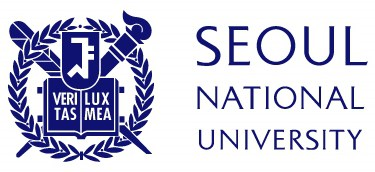 VERI LUX
TAS MEA
SEOUL
NATIONAL
UNIVERSITY